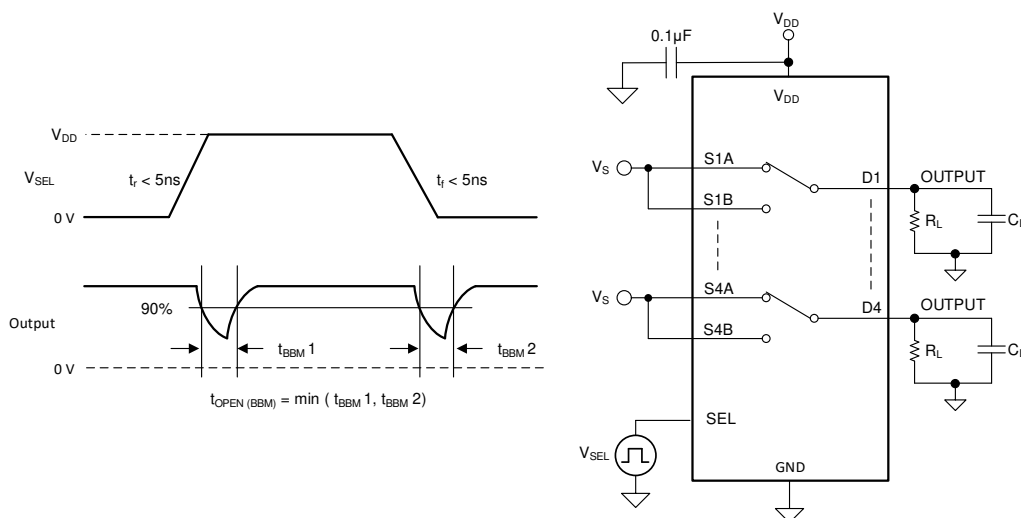 V_DD
V_SEL
t_r < 5ns
t_f < 5ns
0 V
90%
Output
t_BBM 1
t_BBM 2
0 V
t_OPEN (BBM) = min ( t_BBM 1, t_BBM 2)
V_DD
0.1µF
V_DD
V_S
S1A
D1
OUTPUT
S1B
R_L
V_S
S4A
D4
OUTPUT
S4B
R_L
SEL
V_SEL
GND